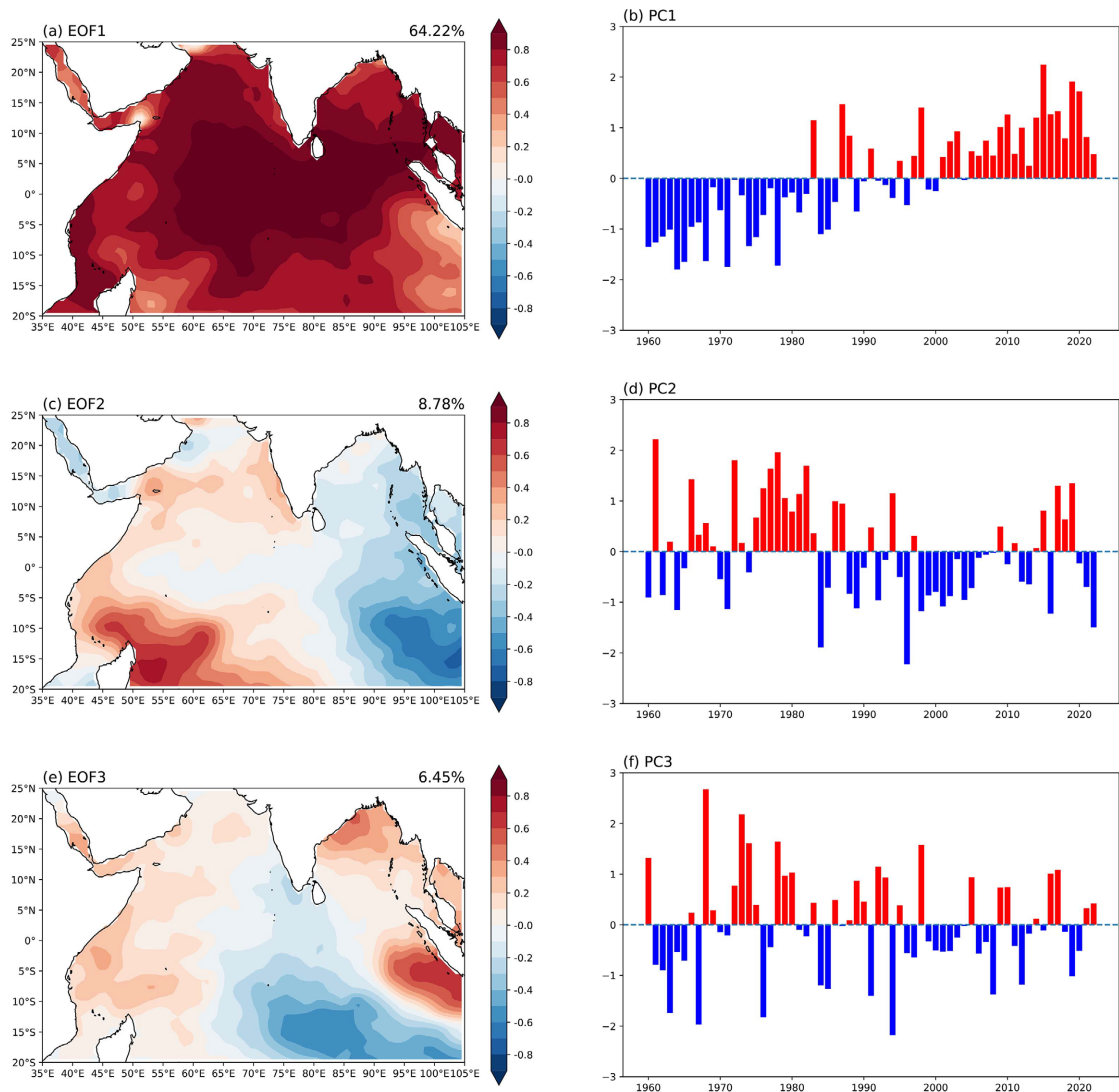 (a) EOF1 64.22%
25°N
20°N
15°N
10°N
5°N
0°
5°S
10°S
15°S
20°S
35°E 40°E 45°E 55°E 60°E 65°E 70°E 75°E 80°E 85°E 90°E 95°E 100°E 105°E
0.8
0.6
0.4
0.2
0.0
-0.2
-0.4
-0.6
-0.8
(b) PC1
3
2
1
0
−1
−2
−3
1960 1970 1980 1990 2000 2010 2020
(c) EOF2 8.78%
25°N
20°N
15°N
10°N
5°N
0°
5°S
10°S
15°S
20°S
35°E 40°E 45°E 55°E 60°E 65°E 70°E 75°E 80°E 85°E 90°E 95°E 100°E 105°E
0.8
0.6
0.4
0.2
0.0
-0.2
-0.4
-0.6
-0.8
(d) PC2
3
2
1
0
−1
−2
−3
1960 1970 1980 1990 2000 2010 2020
(e) EOF3 6.45%
25°N
20°N
15°N
10°N
5°N
0°
5°S
10°S
15°S
20°S
35°E 40°E 45°E 55°E 60°E 65°E 70°E 75°E 80°E 85°E 90°E 95°E 100°E 105°E
0.8
0.6
0.4
0.2
0.0
-0.2
-0.4
-0.6
-0.8
(f) PC3
3
2
1
0
−1
−2
−3
1960 1970 1980 1990 2000 2010 2020